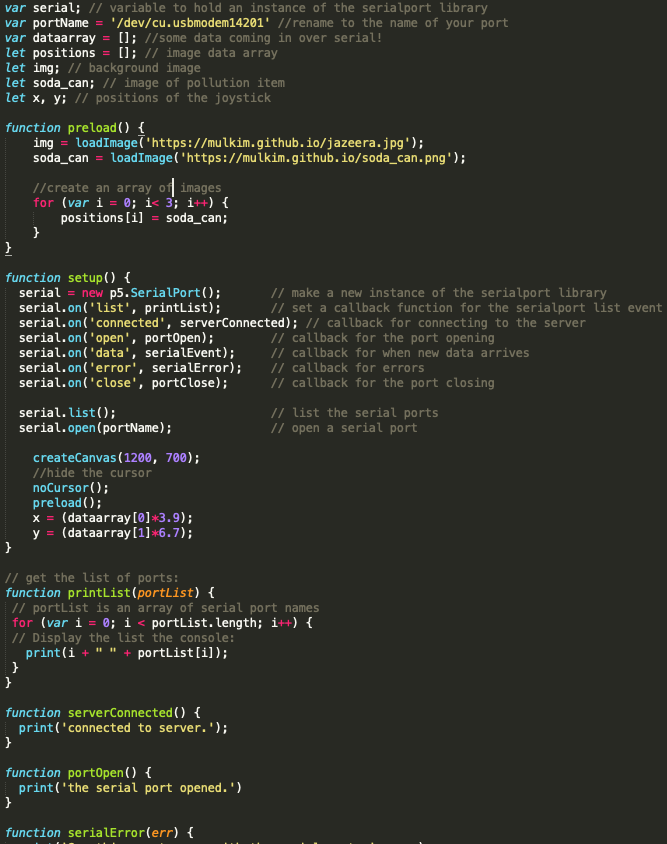 var serial; // variable to hold an instance of the serialport library
var portName = '/dev/cu.usbmodem14201' //rename to the name of your port
var dataarray = []; //some data coming in over serial!
let positions = []; // image data array
let img; // background image
let soda_can; // image of pollution item
let x, y; // positions of the joystick

function preload() {
    img = loadImage('https://mulkim.github.io/jazeera.jpg');
    soda_can = loadImage('https://mulkim.github.io/soda_can.png');

    //create an array of images
    for (var i = 0; i< 3; i++) {
        positions[i] = soda_can;
    }
}

function setup() {
  serial = new p5.SerialPort();       // make a new instance of the serialport library
  serial.on('list', printList);       // set a callback function for the serialport list event
  serial.on('connected', serverConnected); // callback for connecting to the server
  serial.on('open', portOpen);        // callback for the port opening
  serial.on('data', serialEvent);     // callback for when new data arrives
  serial.on('error', serialError);    // callback for errors
  serial.on('close', portClose);      // callback for the port closing

  serial.list();                      // list the serial ports
  serial.open(portName);              // open a serial port

    createCanvas(1200, 700);
    //hide the cursor
    noCursor();
    preload();
    x = (dataarray[0]*3.9);
    y = (dataarray[1]*6.7);
}

// get the list of ports:
function printList(portList) {
 // portList is an array of serial port names
 for (var i = 0; i < portList.length; i++) {
 // Display the list the console:
   print(i + " " + portList[i]);
 }
}

function serverConnected() {
  print('connected to server.');
}

function portOpen() {
  print('the serial port opened.')
}

function serialError(err) {